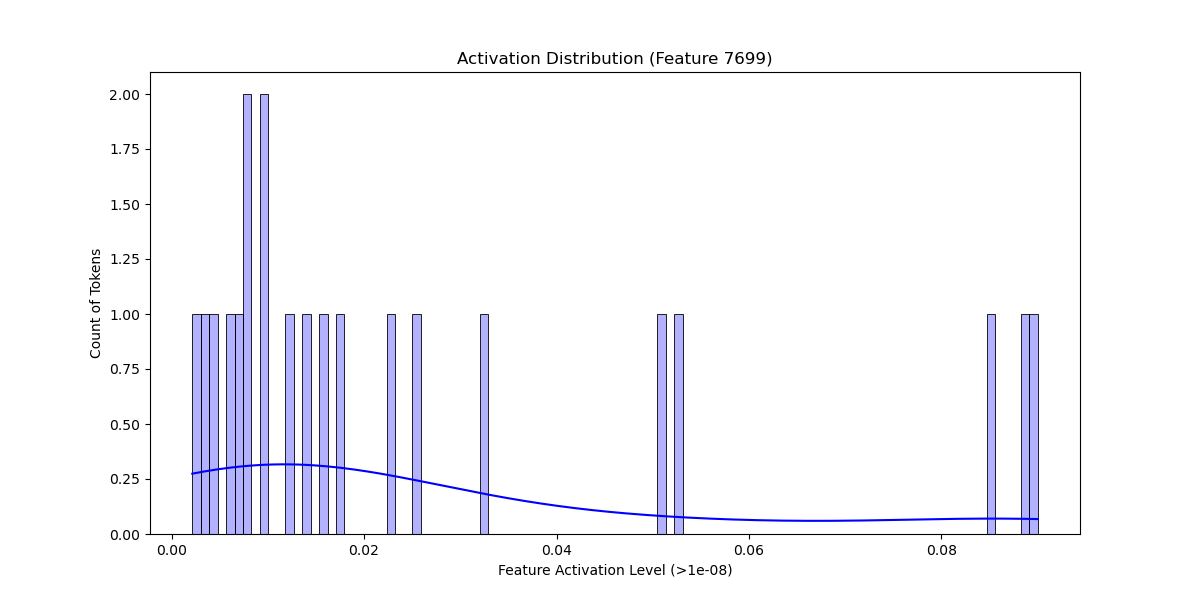 Activation Distribution (Feature 7699)
2.00
1.75
1.50
1.25
1.00
0.75
0.50
0.25
0.00
Count of Tokens
0.00 0.02 0.04 0.06 0.08
Feature Activation Level (>1e-08)